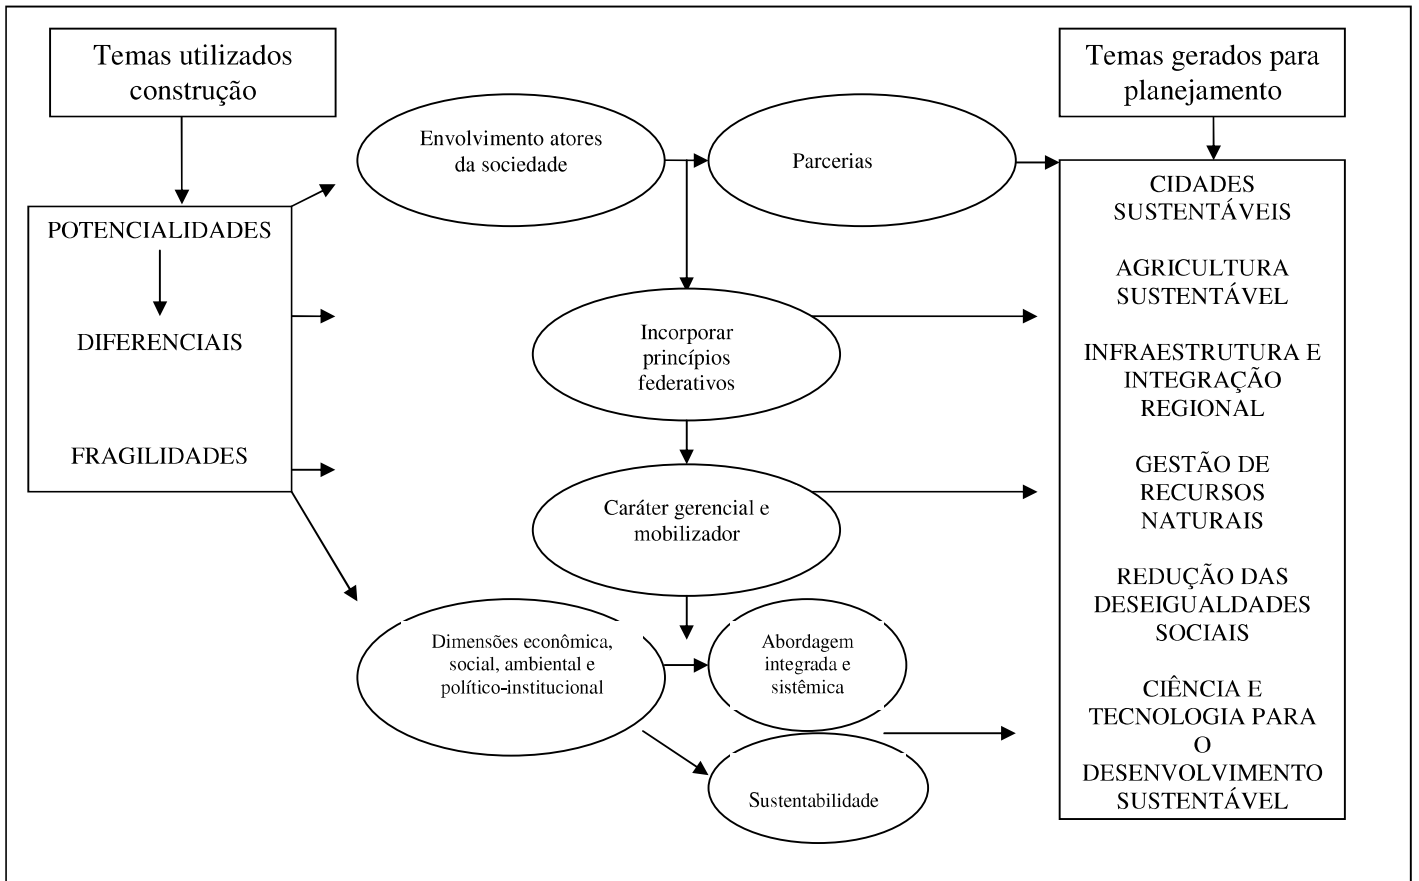 Temas utilizados
construção
POTENCIALIDADES
DIFERENCIAIS
FRAGILIDADES
Envolvimento atores
da sociedade
Parcerias
Incorporar
princípios
federativos
Caráter gerencial e
mobilizador
Dimensões econômica,
social, ambiental e
político-institucional
Abordagem
integrada e
sistêmica
Sustentabilidade
Temas gerados para
planejamento
CIDADES
SUSTENTÁVEIS
AGRICULTURA
SUSTENTÁVEL
INFRAESTRUTURA E
INTEGRAÇÃO
REGIONAL
GESTÃO DE
RECURSOS
NATURAIS
REDUÇÃO DAS
DESEIGUALDADES
SOCIAIS
CIÊNCIA E
TECNOLOGIA PARA
O
DESENVOLVIMENTO
SUSTENTÁVEL